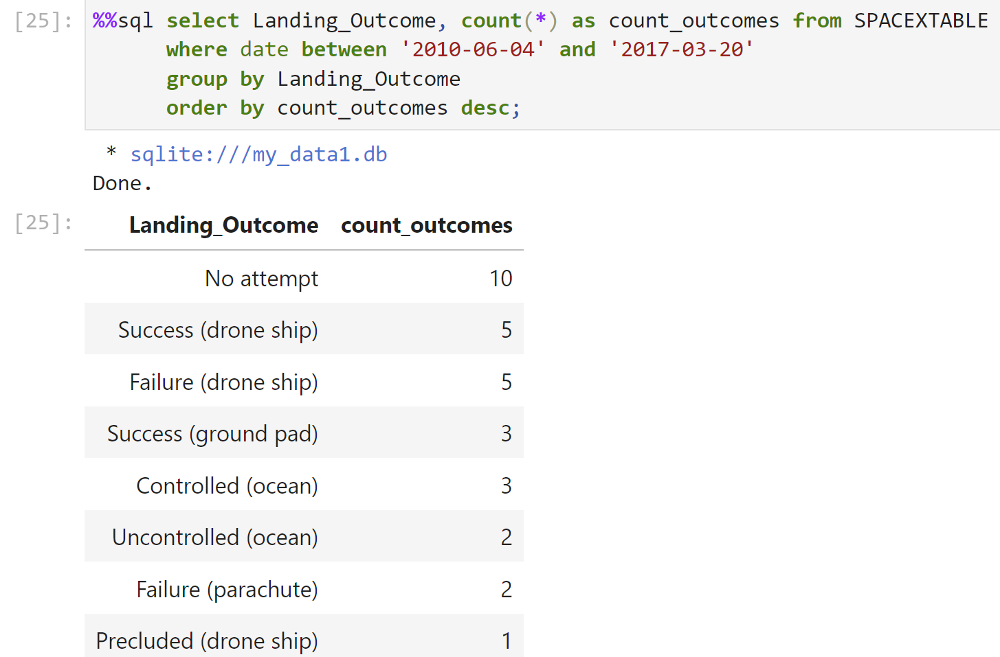 [25]: %%sql select Landing_Outcome, count(*) as count_outcomes from SPACEXTABLE
where date between '2010-06-04' and '2017-03-20'
group by Landing_Outcome
order by count_outcomes desc;
* sqlite:///my_data1.db
Done.
[25]: Landing_Outcome count_outcomes
No attempt 10
Success (drone ship) 5
Failure (drone ship) 5
Success (ground pad) 3
Controlled (ocean) 3
Uncontrolled (ocean) 2
Failure (parachute) 2
Precluded (drone ship) 1